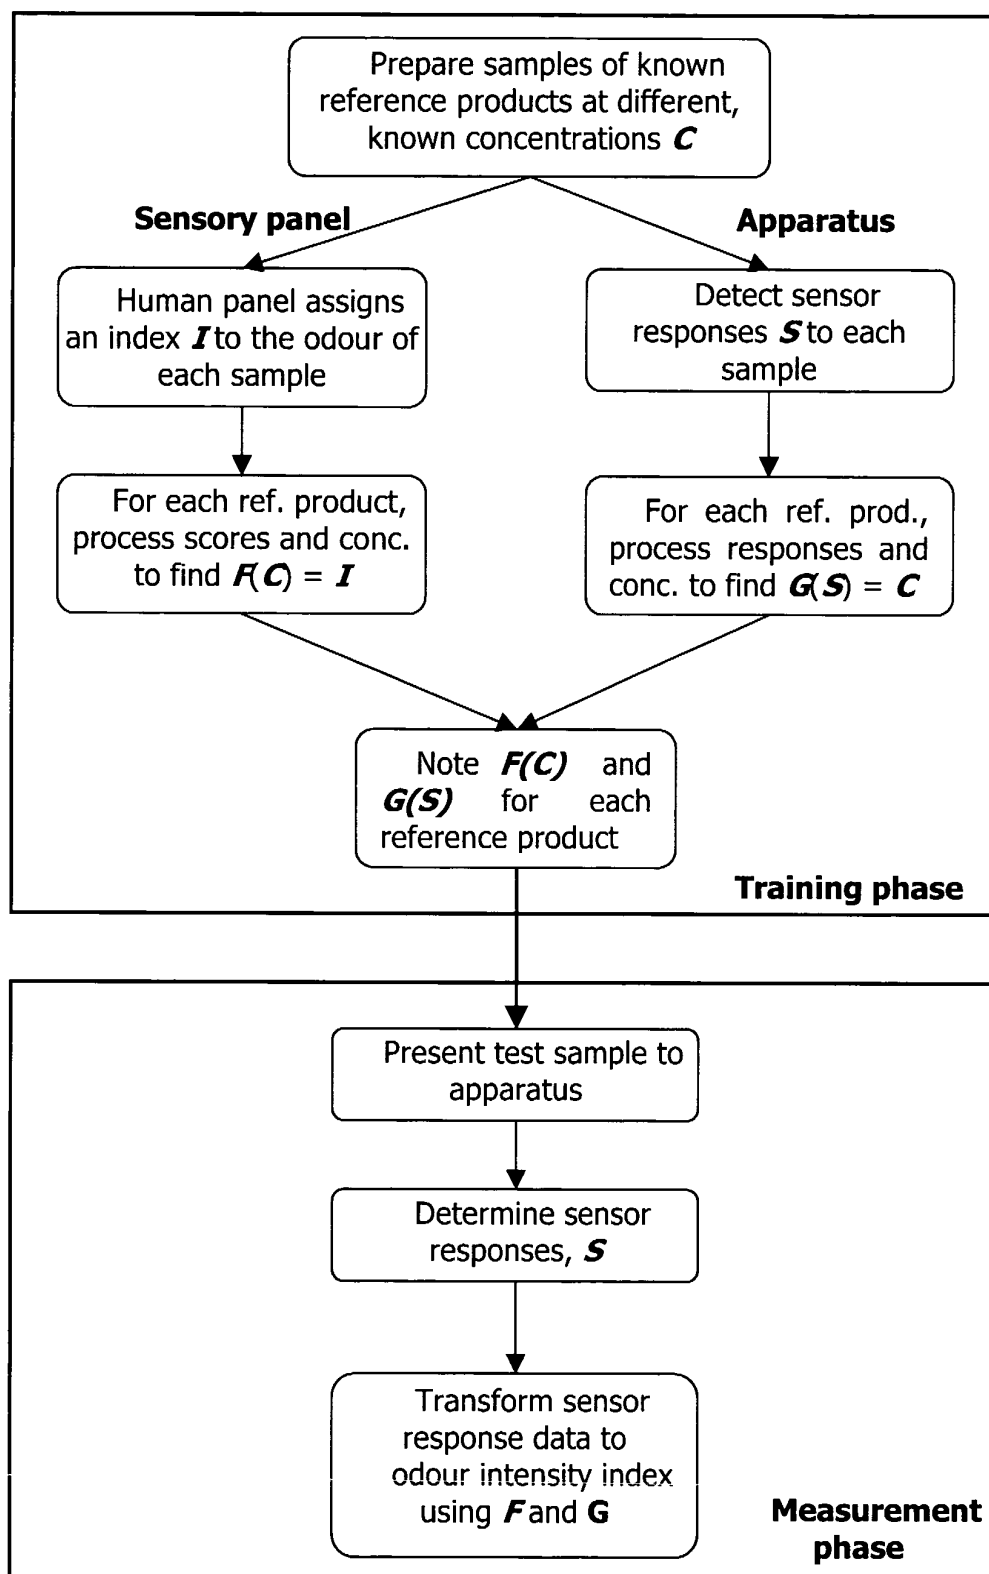 Prepare samples of known
reference products at different,
known concentrations C
Sensory panel
Apparatus
Human panel assigns
an index I to the odour of
each sample
Detect sensor
responses S to each
sample
For each ref. product,
process scores and conc.
to find F(C) = I
For each ref. prod.,
process responses and
conc. to find G(S) = C
Note F(C) and
G(S) for each
reference product
Training phase
Present test sample to
apparatus
Determine sensor
responses, S
Transform sensor
response data to
odour intensity index
using F and G
Measurement
phase